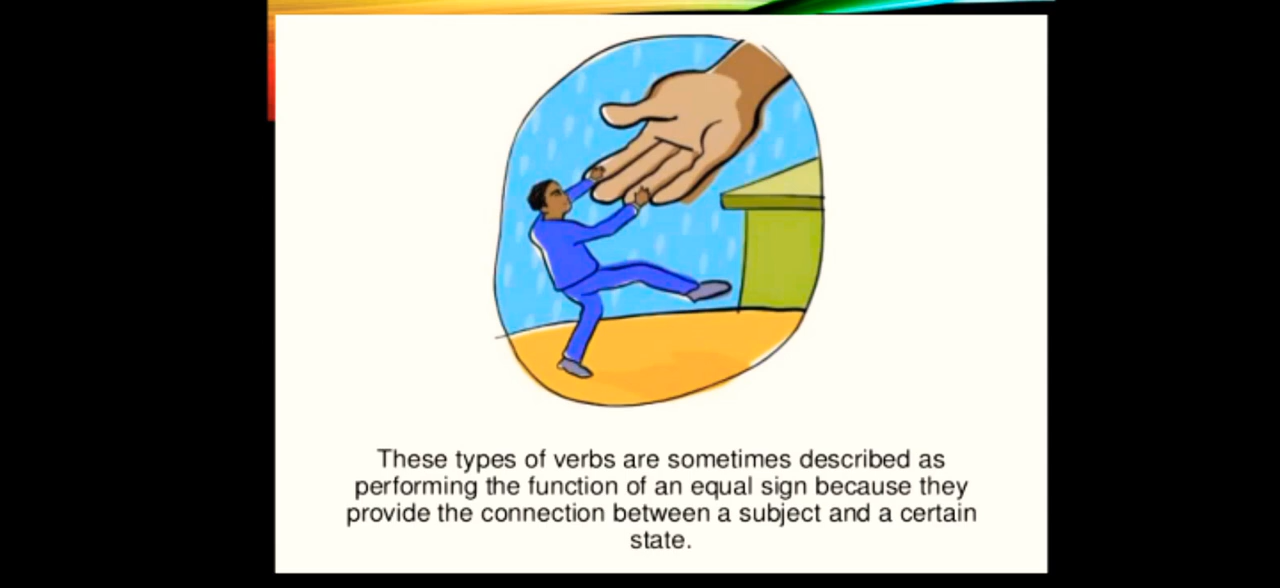 These types of verbs are sometimes described as
performing the function of an equal sign because they
provide the connection between a subject and a certain
state.